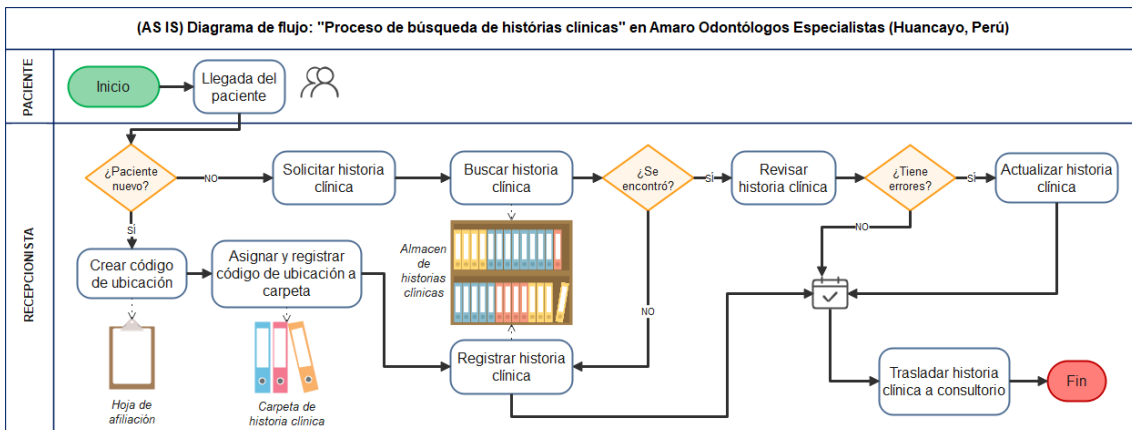 (AS IS) Diagrama de flujo: "Proceso de búsqueda de histórias clínicas" en Amaro Odontólogos Especialistas (Huancayo, Perú)
PACIENTE
Inicio
Llegada del
paciente
RECEPCIONISTA
¿Paciente
nuevo?
NO
Solicitar historia
clínica
Buscar historia
clínica
¿Se
encontró?
SÍ
Revisar
historia clínica
¿Tiene
errores?
SÍ
Actualizar historia
clínica
SÍ
NO
Crear código
de ubicación
Asignar y registrar
código de ubicación a
carpeta
Almacen
de
historias
clínicas
NO
Registrar historia
clínica
Trasladar historia
clínica a consultorio
Fin
Hoja de
afiliación
Carpeta de
historia clínica